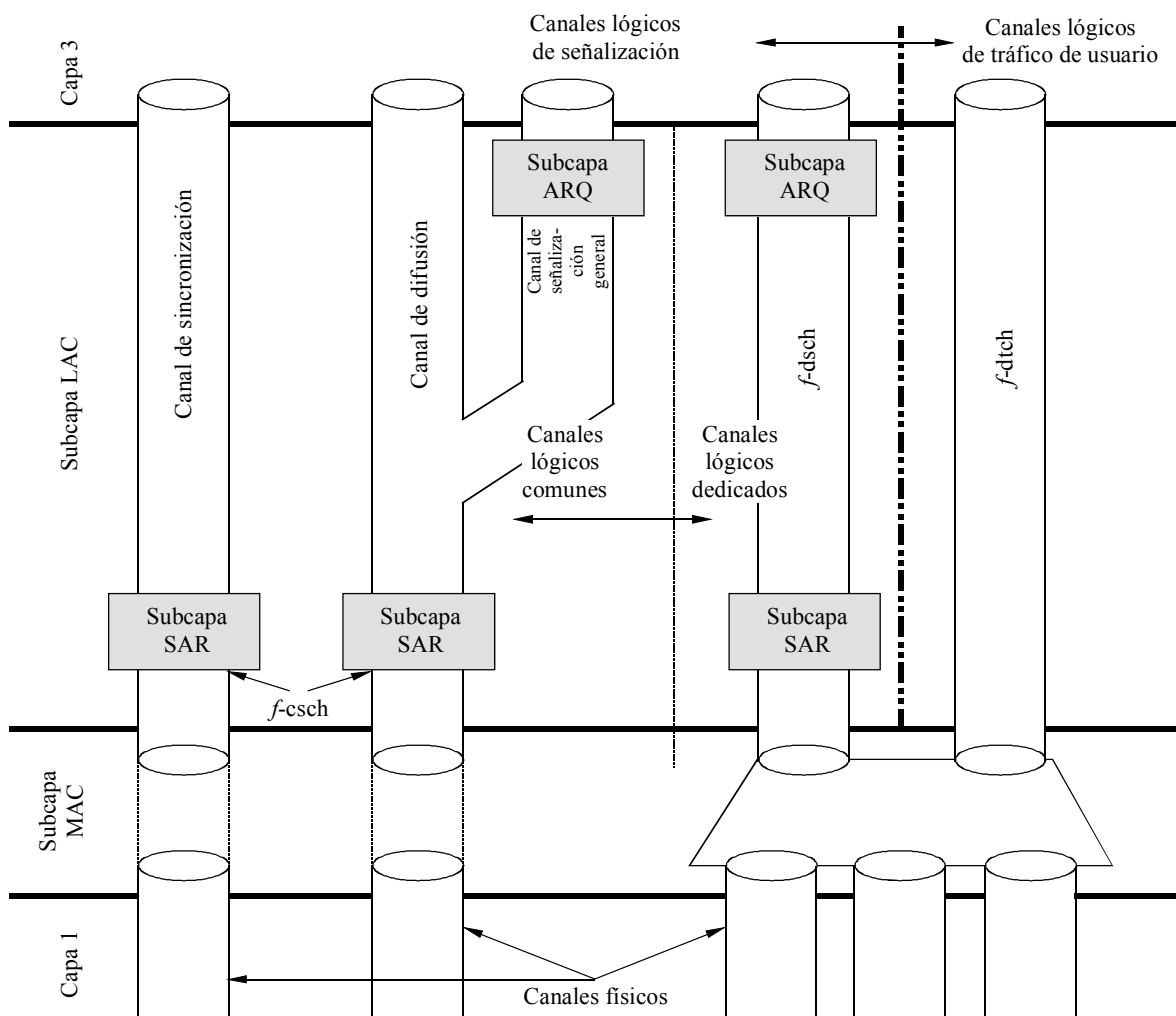 Canales lógicos
de señalización
Canales lógicos
de tráfico de usuario
Capa 3
Subcapa
ARQ
Subcapa
ARQ
Subcapa LAC
Canal de sincronización
Canal de difusión
Canal de
señaliza-
ción
general
f-dsch
f-dtch
Canales
lógicos
comunes
Canales
lógicos
dedicados
Subcapa
SAR
Subcapa
SAR
Subcapa
SAR
f-csch
Subcapa
MAC
Capa 1
Canales físicos